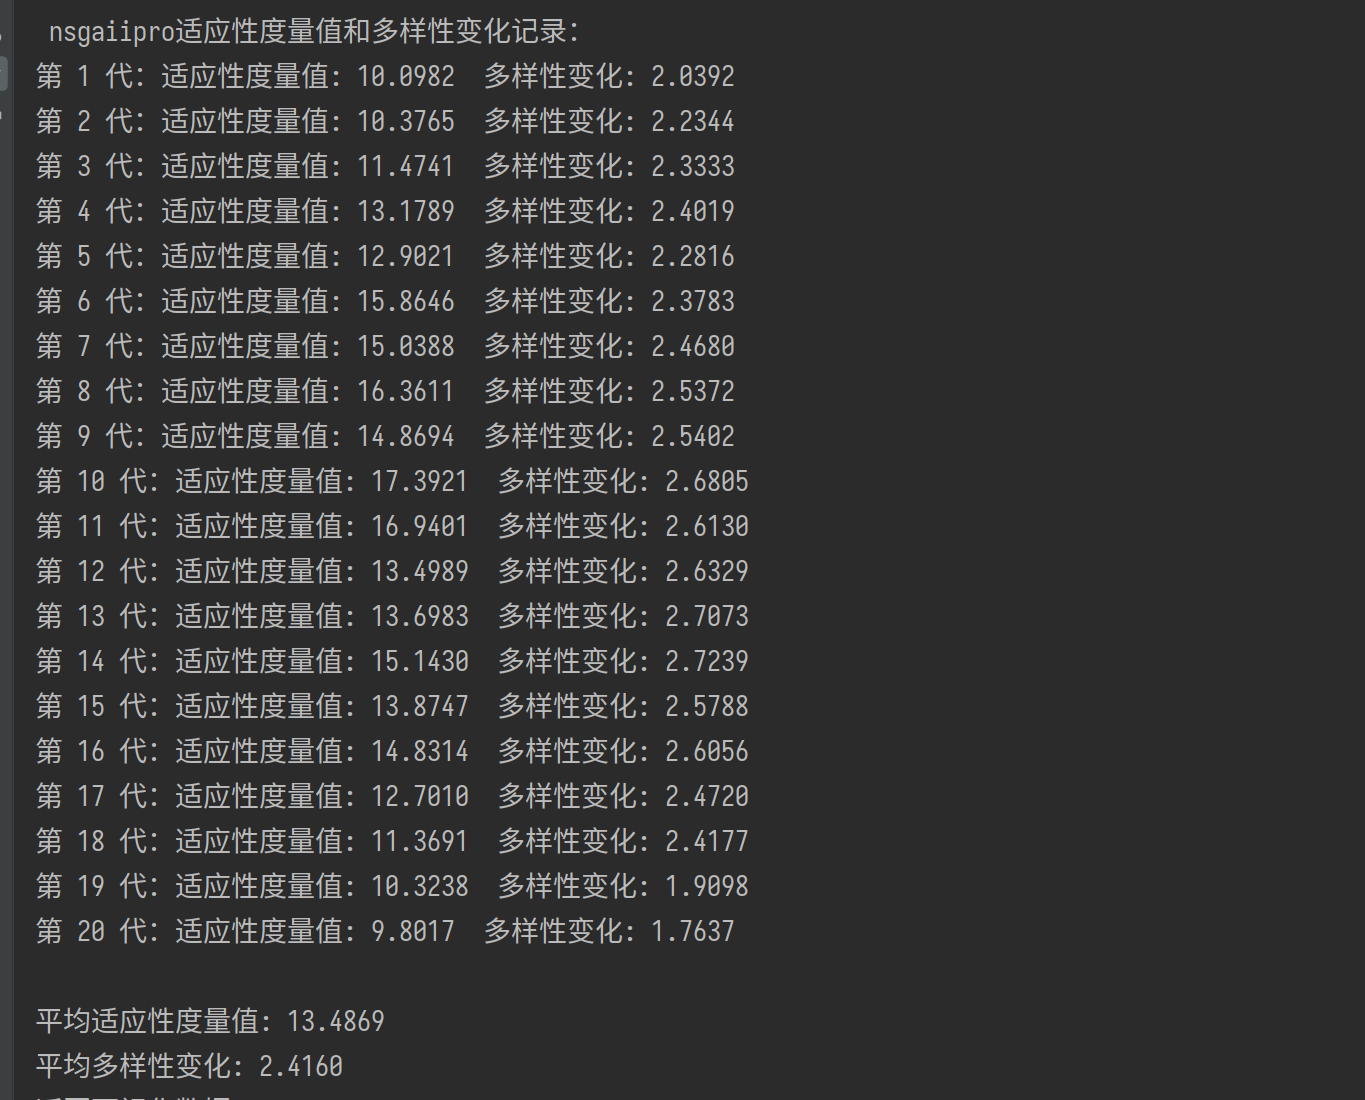 nsgaiipro适应性度量值和多样性变化记录:
第 1 代: 适应性度量值: 10.0982  多样性变化: 2.0392
第 2 代: 适应性度量值: 10.3765  多样性变化: 2.2344
第 3 代: 适应性度量值: 11.4741  多样性变化: 2.3333
第 4 代: 适应性度量值: 13.1789  多样性变化: 2.4019
第 5 代: 适应性度量值: 12.9021  多样性变化: 2.2816
第 6 代: 适应性度量值: 15.8646  多样性变化: 2.3783
第 7 代: 适应性度量值: 15.0388  多样性变化: 2.4680
第 8 代: 适应性度量值: 16.3611  多样性变化: 2.5372
第 9 代: 适应性度量值: 14.8694  多样性变化: 2.5402
第 10 代: 适应性度量值: 17.3921  多样性变化: 2.6805
第 11 代: 适应性度量值: 16.9401  多样性变化: 2.6130
第 12 代: 适应性度量值: 13.4989  多样性变化: 2.6329
第 13 代: 适应性度量值: 13.6983  多样性变化: 2.7073
第 14 代: 适应性度量值: 15.1430  多样性变化: 2.7239
第 15 代: 适应性度量值: 13.8747  多样性变化: 2.5788
第 16 代: 适应性度量值: 14.8314  多样性变化: 2.6056
第 17 代: 适应性度量值: 12.7010  多样性变化: 2.4720
第 18 代: 适应性度量值: 11.3691  多样性变化: 2.4177
第 19 代: 适应性度量值: 10.3238  多样性变化: 1.9098
第 20 代: 适应性度量值: 9.8017  多样性变化: 1.7637
平均适应性度量值: 13.4869
平均多样性变化: 2.4160